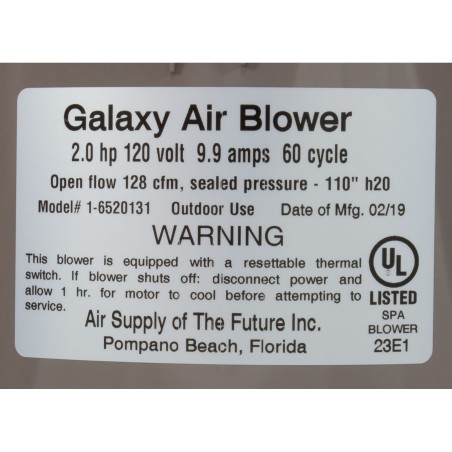 Galaxy Air Blower
2.0 hp 120 volt 9.9 amps 60 cycle
Open flow 128 cfm, sealed pressure - 110" h20
Model# 1-6520131 Outdoor Use Date of Mfg. 02/19
WARNING
This blower is equipped with a resettable thermal
switch. If blower shuts off: disconnect power and
allow 1 hr. for motor to cool before attempting to
service.
UL
LISTED
SPA
BLOWER
23E1
Air Supply of The Future Inc.
Pompano Beach, Florida